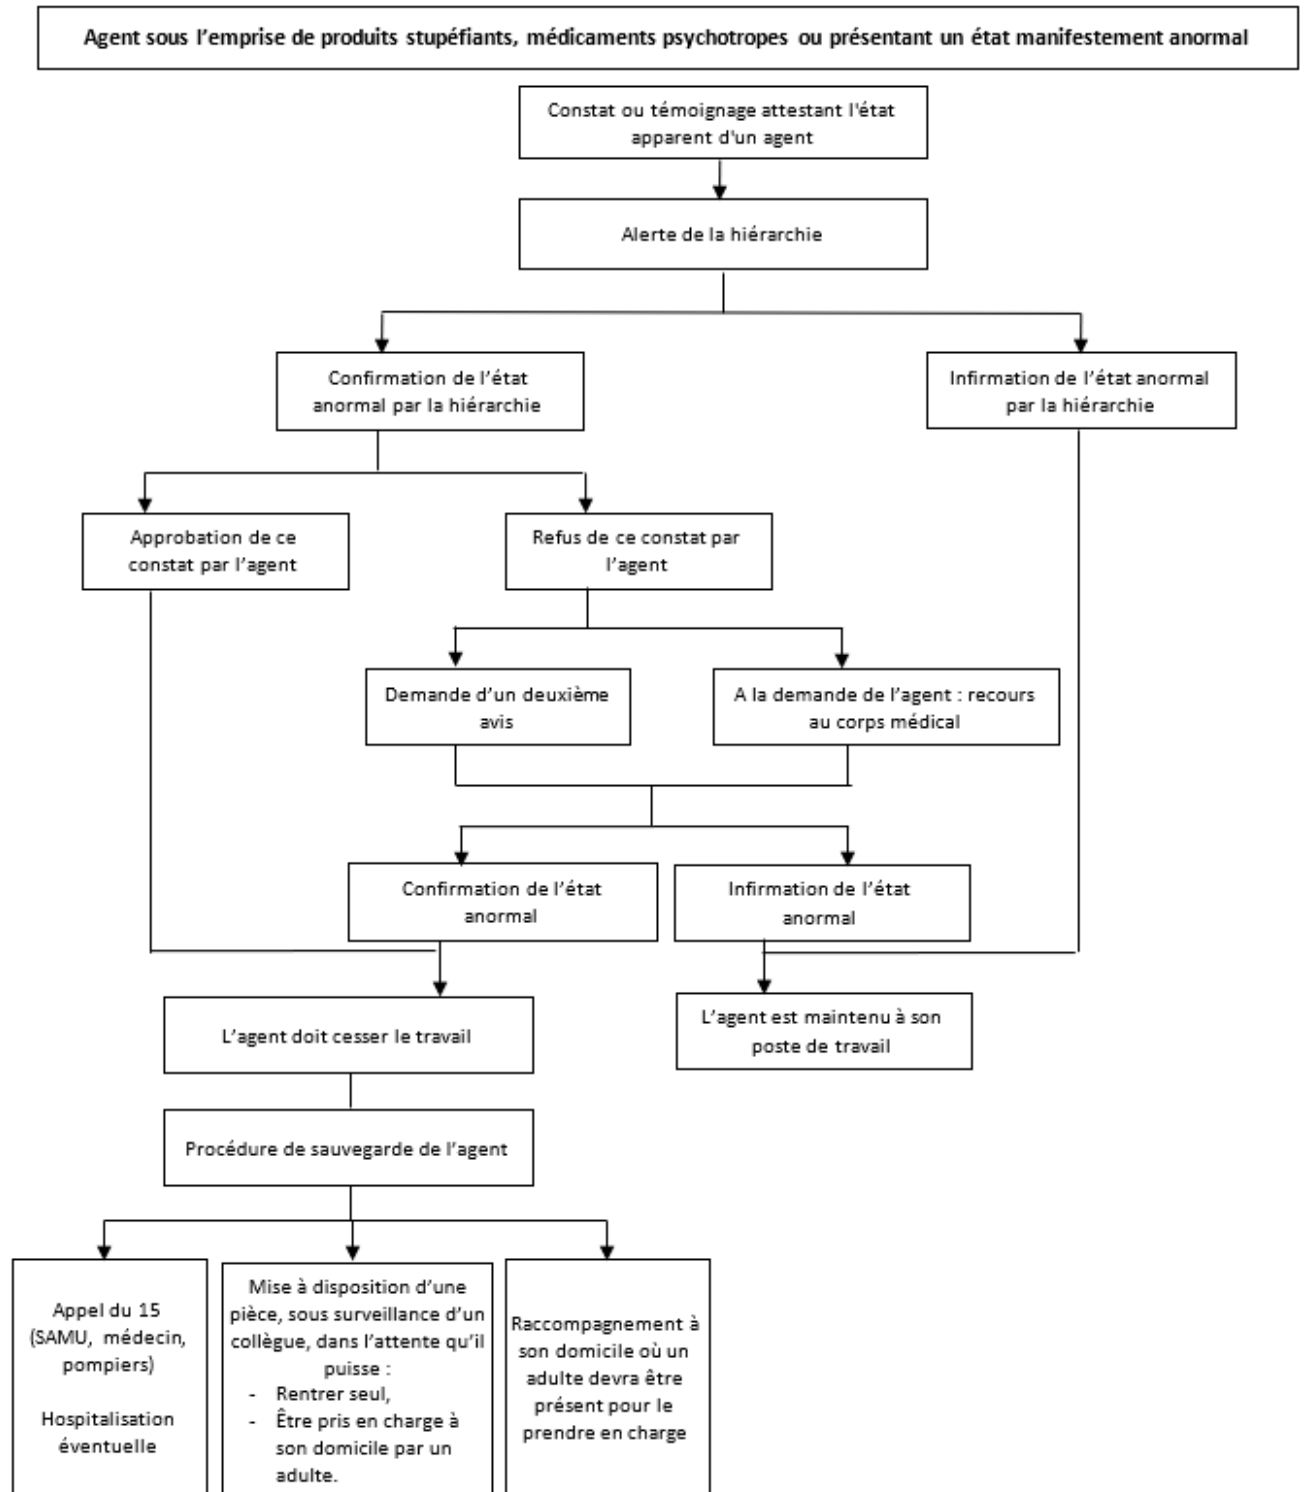 Agent sous l’emprise de produits stupéfiants, médicaments psychotropes ou présentant un état manifestement anormal
Constat ou témoignage attestant l'état
apparent d'un agent
Alerte de la hiérarchie
Confirmation de l’état
anormal par la hiérarchie
Infirmation de l’état anormal
par la hiérarchie
Approbation de ce
constat par l’agent
Refus de ce constat par
l’agent
Demande d’un deuxième
avis
A la demande de l’agent : recours
au corps médical
Confirmation de l’état
anormal
Infirmation de l’état
anormal
L’agent doit cesser le travail
L’agent est maintenu à son
poste de travail
Procédure de sauvegarde de l’agent
Appel du 15
(SAMU, médecin,
pompiers)
Hospitalisation
éventuelle
Mise à disposition d’une
pièce, sous surveillance d’un
collègue, dans l’attente qu’il
puisse :
- Rentrer seul,
- Être pris en charge à
son domicile par un
adulte.
Raccompagnement à
son domicile où un
adulte devra être
présent pour le
prendre en charge